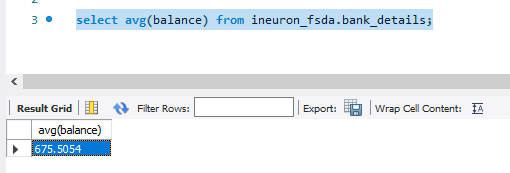 3 select avg(balance) from ineuron_fsda.bank_details;
Result Grid Filter Rows: Export: Wrap Cell Content: IA
avg(balance)
675.5054